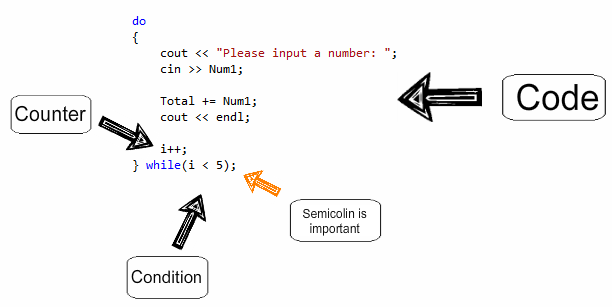 do
{
cout << "Please input a number: ";
cin >> Num1;
Total += Num1;
cout << endl;
i++;
} while(i < 5);
Counter
Code
Semicolin is
important
Condition